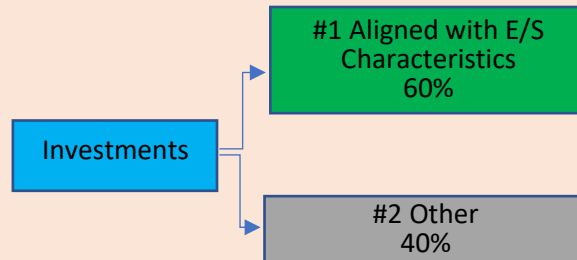 #1 Aligned with E/S
Characteristics
60%
Investments
#2 Other
40%